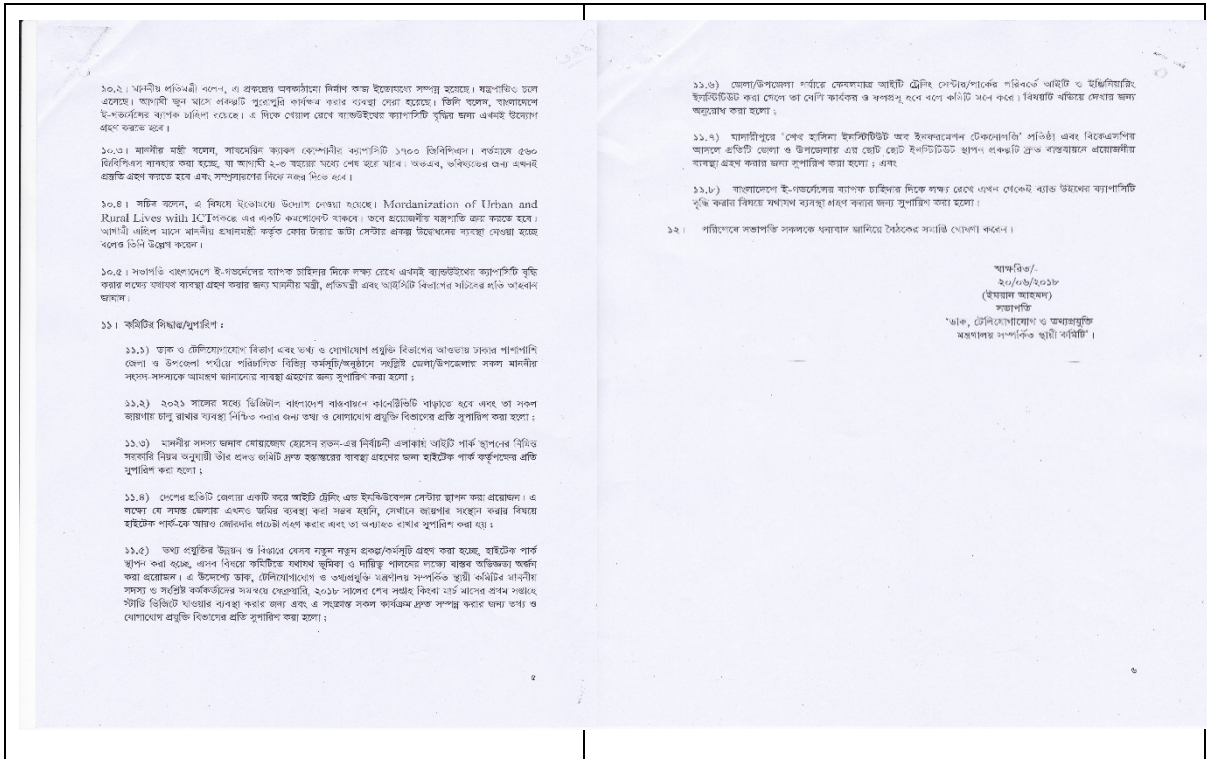 ১০.২। মাননীয় প্রতিমন্ত্রী বলেন, এ প্রকল্পের অবকাঠামো নির্মাণ কাজ ইতোমধ্যে সম্পন্ন হয়েছে। যন্ত্রপাতিও চলে
এসেছে। আগামী জুন মাসে প্রকল্পটি পুরোপুরি কার্যক্রম করার ব্যবস্থা নেয়া হয়েছে। তিনি বলেন, বাংলাদেশে
ই-গভর্নেন্সের ব্যাপক চাহিদা রয়েছে। এ দিকে খেয়াল রেখে ব্যান্ডউইথের ক্যাপাসিটি বৃদ্ধির জন্য এখনই উদ্যোগ
গ্রহণ করতে হবে।
১০.৩। মাননীয় মন্ত্রী বলেন, সাবমেরিন ক্যাবল কোম্পানীর ক্যাপাসিটি ১৭০০ জিবিপিএস। বর্তমানে ৫৬০
জিবিপিএস ব্যবহার করা হচ্ছে, যা আগামী ২-৩ বছরের মধ্যে শেষ হয়ে যাবে। অতএব, ভবিষ্যতের জন্য এখনই
প্রস্তুতি গ্রহণ করতে হবে এবং সম্প্রসারণের দিকে নজর দিতে হবে।
১০.৪। সচিব বলেন, এ বিষয়ে ইতোমধ্যে উদ্যোগ নেওয়া হয়েছে। Mordanization of Urban and
Rural Lives with ICTপ্রকল্পে এর একটি কমপোনেন্ট থাকবে। তবে প্রয়োজনীয় যন্ত্রপাতি ক্রয় করতে হবে।
আগামী এপ্রিল মাসে মাননীয় প্রধানমন্ত্রী কর্তৃক ফোর টায়ার ডাটা সেন্টার প্রকল্প উদ্বোধনের ব্যবস্থা নেওয়া হচ্ছে
বলেও তিনি উল্লেখ করেন।
১০.৫। সভাপতি বাংলাদেশে ই-গভর্নেন্সের ব্যাপক চাহিদার দিকে লক্ষ্য রেখে এখনই ব্যান্ডউইথের ক্যাপাসিটি বৃদ্ধি
করার লক্ষ্যে যথাযথ ব্যবস্থা গ্রহণ করার জন্য মাননীয় মন্ত্রী, প্রতিমন্ত্রী এবং আইসিটি বিভাগের সচিবের প্রতি আহবান
জানান।
১১। কমিটির সিদ্ধান্ত/সুপারিশ :
১১.১) ডাক ও টেলিযোগাযোগ বিভাগ এবং তথ্য ও যোগাযোগ প্রযুক্তি বিভাগের আওতায় ঢাকার পাশাপাশি
জেলা ও উপজেলা পর্যায়ে পরিচালিত বিভিন্ন কর্মসূচি/অনুষ্ঠানে সংশ্লিষ্ট জেলা/উপজেলার সকল মাননীয়
সংসদ-সদস্যকে আমন্ত্রণ জানানোর ব্যবস্থা গ্রহণের জন্য সুপারিশ করা হলো ;
১১.২) ২০২১ সালের মধ্যে ডিজিটাল বাংলাদেশ বাস্তবায়নে কানেক্টিভিটি বাড়াতে হবে এবং তা সকল
জায়গায় চালু রাখার ব্যবস্থা নিশ্চিত করার জন্য তথ্য ও যোগাযোগ প্রযুক্তি বিভাগের প্রতি সুপারিশ করা হলো ;
১১.৩) মাননীয় সদস্য জনাব মোয়াজ্জেম হোসেন রতন-এর নির্বাচনী এলাকায় আইটি পার্ক স্থাপনের নিমিত্ত
সরকারি নিয়ম অনুযায়ী তাঁর প্রদত্ত জমিটি দ্রুত হস্তান্তরের ব্যবস্থা গ্রহণের জন্য হাইটেক পার্ক কর্তৃপক্ষের প্রতি
সুপারিশ করা হলো ;
১১.৪) দেশের প্রতিটি জেলায় একটি করে আইটি ট্রেনিং এন্ড ইনকিউবেশন সেন্টার স্থাপন করা প্রয়োজন। এ
লক্ষ্যে যে সমস্ত জেলায় এখনও জমির ব্যবস্থা করা সম্ভব হয়নি, সেখানে জায়গার সংস্থান করার বিষয়ে
হাইটেক পার্ক-কে আরও জোরদার প্রচেষ্টা গ্রহণ করার এবং তা অব্যাহত রাখার সুপারিশ করা হয় ;
১১.৫) তথ্য প্রযুক্তির উন্নয়ন ও বিস্তারে যেসব নতুন নতুন প্রকল্প/কর্মসূচি গ্রহণ করা হচ্ছে, হাইটেক পার্ক
স্থাপন করা হচ্ছে, এসব বিষয়ে কমিটিতে যথাযথ ভূমিকা ও দায়িত্ব পালনের লক্ষ্যে বাস্তব অভিজ্ঞতা অর্জন
করা প্রয়োজন। এ উদ্দেশ্যে ডাক, টেলিযোগাযোগ ও তথ্যপ্রযুক্তি মন্ত্রণালয় সম্পর্কিত স্থায়ী কমিটির মাননীয়
সদস্য ও সংশ্লিষ্ট কর্মকর্তাদের সমন্বয়ে ফেব্রুয়ারি, ২০১৮ সালের শেষ সপ্তাহ কিংবা মার্চ মাসের প্রথম সপ্তাহে
স্টাডি ভিজিটে যাওয়ার ব্যবস্থা করার জন্য এবং এ সংক্রান্ত সকল কার্যক্রম দ্রুত সম্পন্ন করার জন্য তথ্য ও
যোগাযোগ প্রযুক্তি বিভাগের প্রতি সুপারিশ করা হলো ;
৫
১১.৬) জেলা/উপজেলা পর্যায়ে কেবলমাত্র আইটি ট্রেনিং সেন্টার/পার্কের পরিবর্তে আইটি ও ইঞ্জিনিয়ারিং
ইনস্টিটিউট করা গেলে তা বেশি কার্যকর ও ফলপ্রসূ হবে বলে কমিটি মনে করে। বিষয়টি খতিয়ে দেখার জন্য
অনুরোধ করা হলো ;
১১.৭) মাদারীপুরে 'শেখ হাসিনা ইনস্টিটিউট অব ইনফরমেশন টেকনোলজি' প্রতিষ্ঠা এবং বিকেএসপির
আদলে প্রতিটি জেলা ও উপজেলায় এর ছোট ছোট ইনস্টিটিউট স্থাপন প্রকল্পটি দ্রুত বাস্তবায়নে প্রয়োজনীয়
ব্যবস্থা গ্রহণ করার জন্য সুপারিশ করা হলো ; এবং
১১.৮) বাংলাদেশে ই-গভর্নেন্সের ব্যাপক চাহিদার দিকে লক্ষ্য রেখে এখন থেকেই ব্যান্ড উইথের ক্যাপাসিটি
বৃদ্ধি করার বিষয়ে যথাযথ ব্যবস্থা গ্রহণ করার জন্য সুপারিশ করা হলো।
১২। পরিশেষে সভাপতি সকলকে ধন্যবাদ জানিয়ে বৈঠকের সমাপ্তি ঘোষণা করেন।
স্বাক্ষরিত/-
২০/০৬/২০১৮
(ইমরান আহমদ)
সভাপতি
'ডাক, টেলিযোগাযোগ ও তথ্যপ্রযুক্তি
মন্ত্রণালয় সম্পর্কিত স্থায়ী কমিটি'।
৬